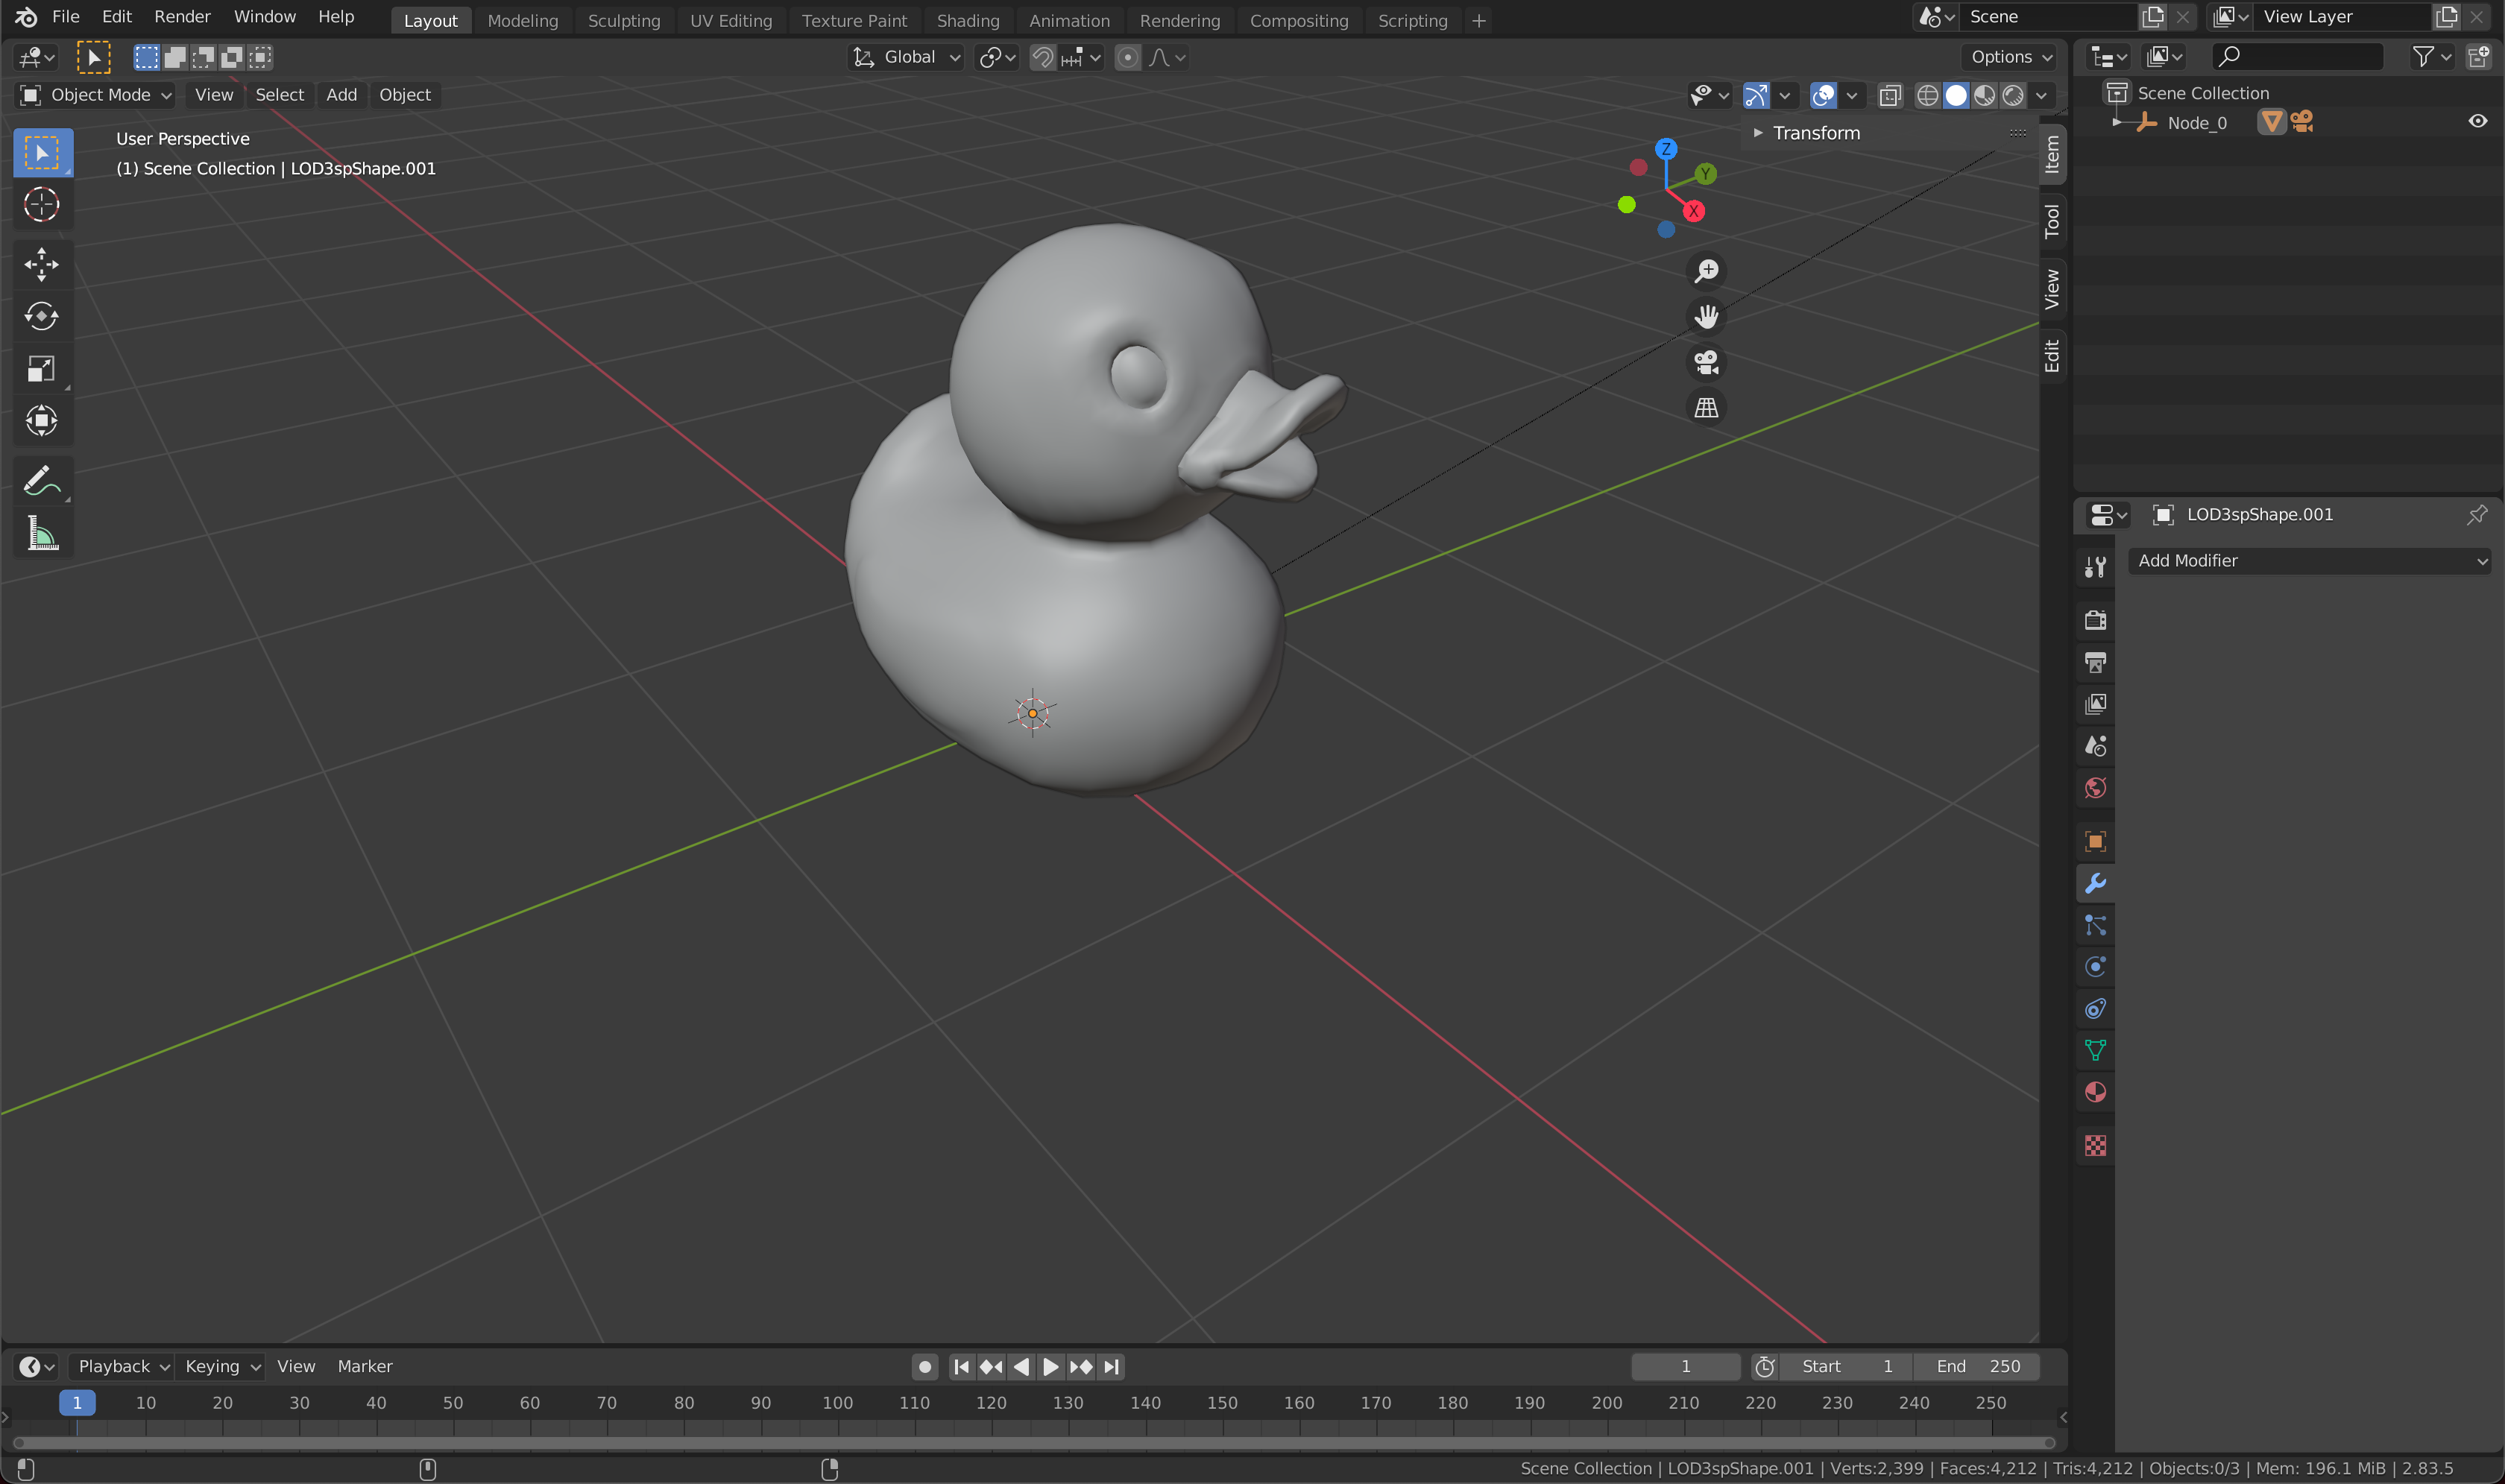 File Edit Render Window Help Layout Modeling Sculpting UV Editing Texture Paint Shading Animation Rendering Compositing Scripting + Scene View Layer
Global Options
Object Mode View Select Add Object
User Perspective
(1) Scene Collection | LOD3spShape.001
Transform
Z
Y
X
Item
Tool
View
Edit
Scene Collection
Node_0
LOD3spShape.001
Add Modifier
Playback Keying View Marker 1 Start 1 End 250
1 10 20 30 40 50 60 70 80 90 100 110 120 130 140 150 160 170 180 190 200 210 220 230 240 250
Scene Collection | LOD3spShape.001 | Verts:2,399 | Faces:4,212 | Tris:4,212 | Objects:0/3 | Mem: 196.1 MiB | 2.83.5